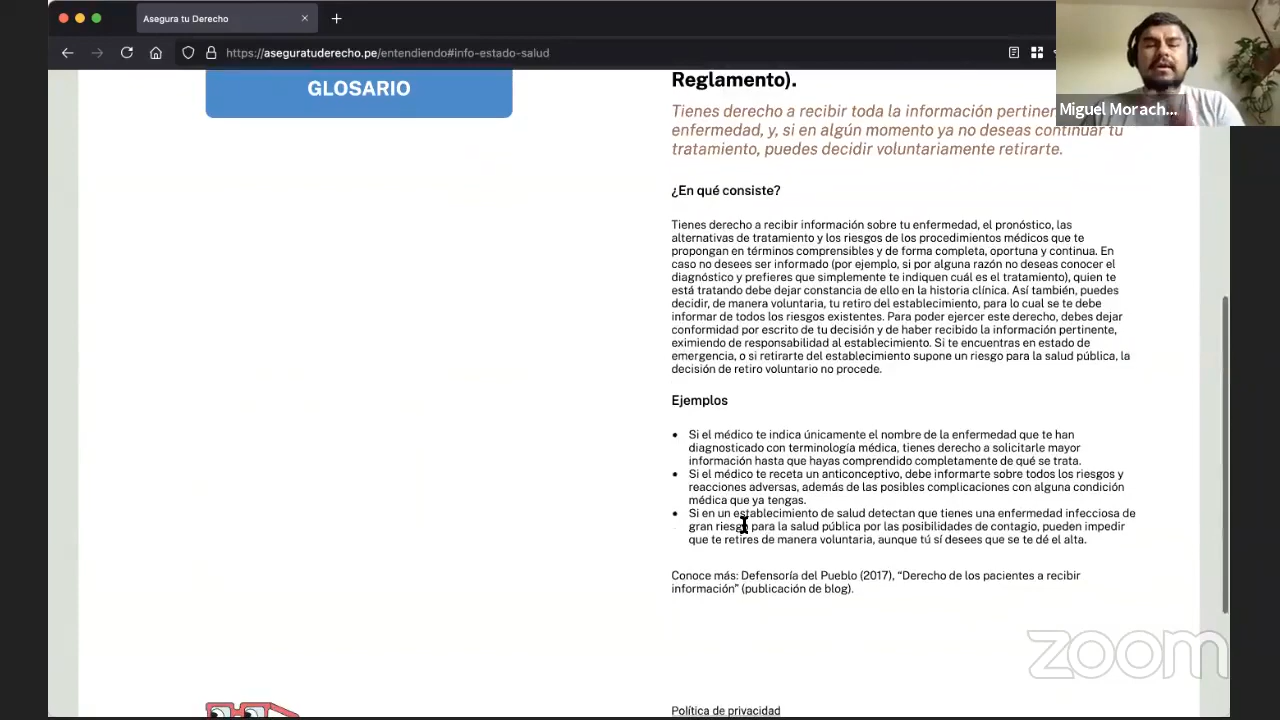 Asegura tu Derecho
https://aseguratuderecho.pe/entendiendo#info-estado-salud
Miguel Morach...
GLOSARIO
Reglamento).
Tienes derecho a recibir toda la información pertinen
enfermedad, y, si en algún momento ya no deseas continuar tu
tratamiento, puedes decidir voluntariamente retirarte.
¿En qué consiste?
Tienes derecho a recibir información sobre tu enfermedad, el pronóstico, las
alternativas de tratamiento y los riesgos de los procedimientos médicos que te
propongan en términos comprensibles y de forma completa, oportuna y continua. En
caso no desees ser informado (por ejemplo, si por alguna razón no deseas conocer el
diagnóstico y prefieres que simplemente te indiquen cuál es el tratamiento), quien te
está tratando debe dejar constancia de ello en la historia clínica. Así también, puedes
decidir, de manera voluntaria, tu retiro del establecimiento, para lo cual se te debe
informar de todos los riesgos existentes. Para poder ejercer este derecho, debes dejar
conformidad por escrito de tu decisión y de haber recibido la información pertinente,
eximiendo de responsabilidad al establecimiento. Si te encuentras en estado de
emergencia, o si retirarte del establecimiento supone un riesgo para la salud pública, la
decisión de retiro voluntario no procede.
Ejemplos
• Si el médico te indica únicamente el nombre de la enfermedad que te han
diagnosticado con terminología médica, tienes derecho a solicitarle mayor
información hasta que hayas comprendido completamente de qué se trata.
• Si el médico te receta un anticonceptivo, debe informarte sobre todos los riesgos y
reacciones adversas, además de las posibles complicaciones con alguna condición
médica que ya tengas.
• Si en un establecimiento de salud detectan que tienes una enfermedad infecciosa de
gran riesgo para la salud pública por las posibilidades de contagio, pueden impedir
que te retires de manera voluntaria, aunque tú sí desees que se te dé el alta.
Conoce más: Defensoría del Pueblo (2017), “Derecho de los pacientes a recibir
información” (publicación de blog).
zoom
Política de privacidad